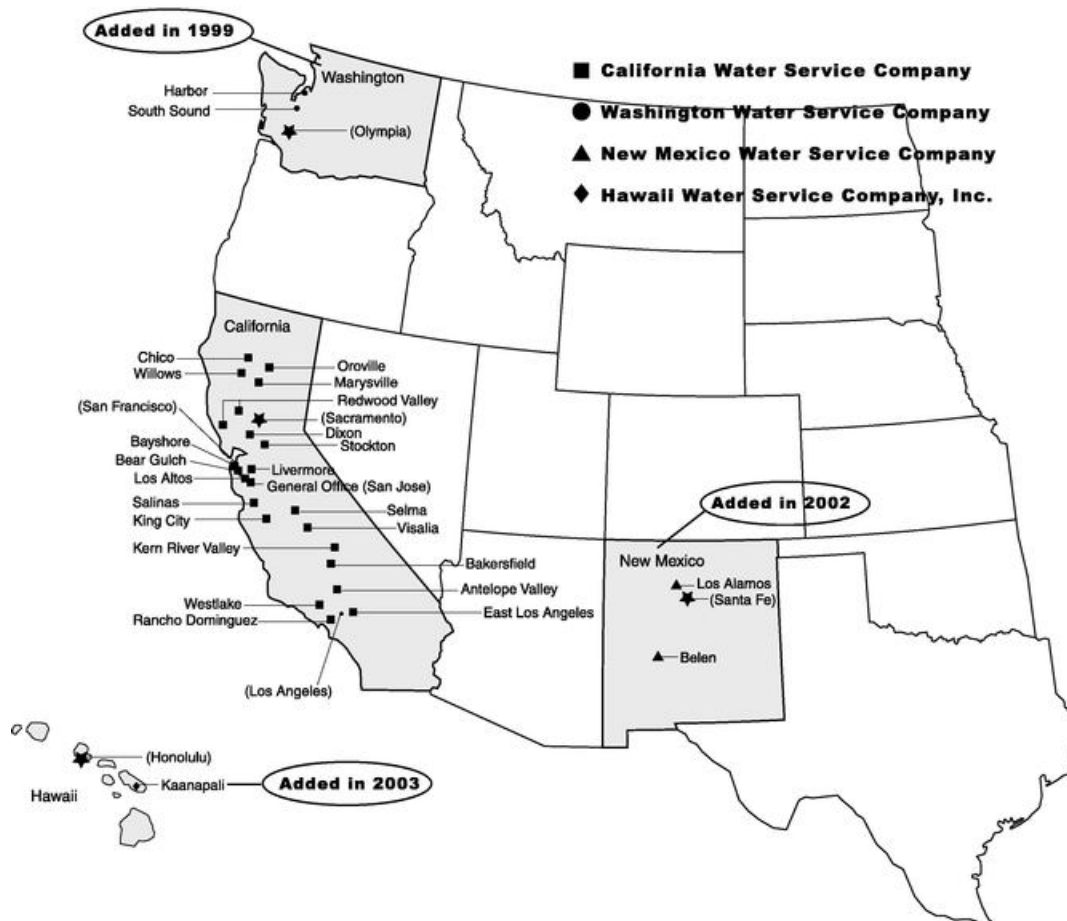 Added in 1999
Washington
Harbor
South Sound
(Olympia)
California Water Service Company
Washington Water Service Company
New Mexico Water Service Company
Hawaii Water Service Company, Inc.
California
Chico
Oroville
Willows
Marysville
Redwood Valley
(San Francisco)
(Sacramento)
Dixon
Bayshore
Stockton
Bear Gulch
Livermore
Los Altos
General Office (San Jose)
Salinas
Selma
King City
Visalia
Kern River Valley
Bakersfield
Antelope Valley
Westlake
East Los Angeles
Rancho Dominguez
(Los Angeles)
Added in 2002
New Mexico
Los Alamos
(Santa Fe)
Belen
(Honolulu)
Kaanapali
Added in 2003
Hawaii